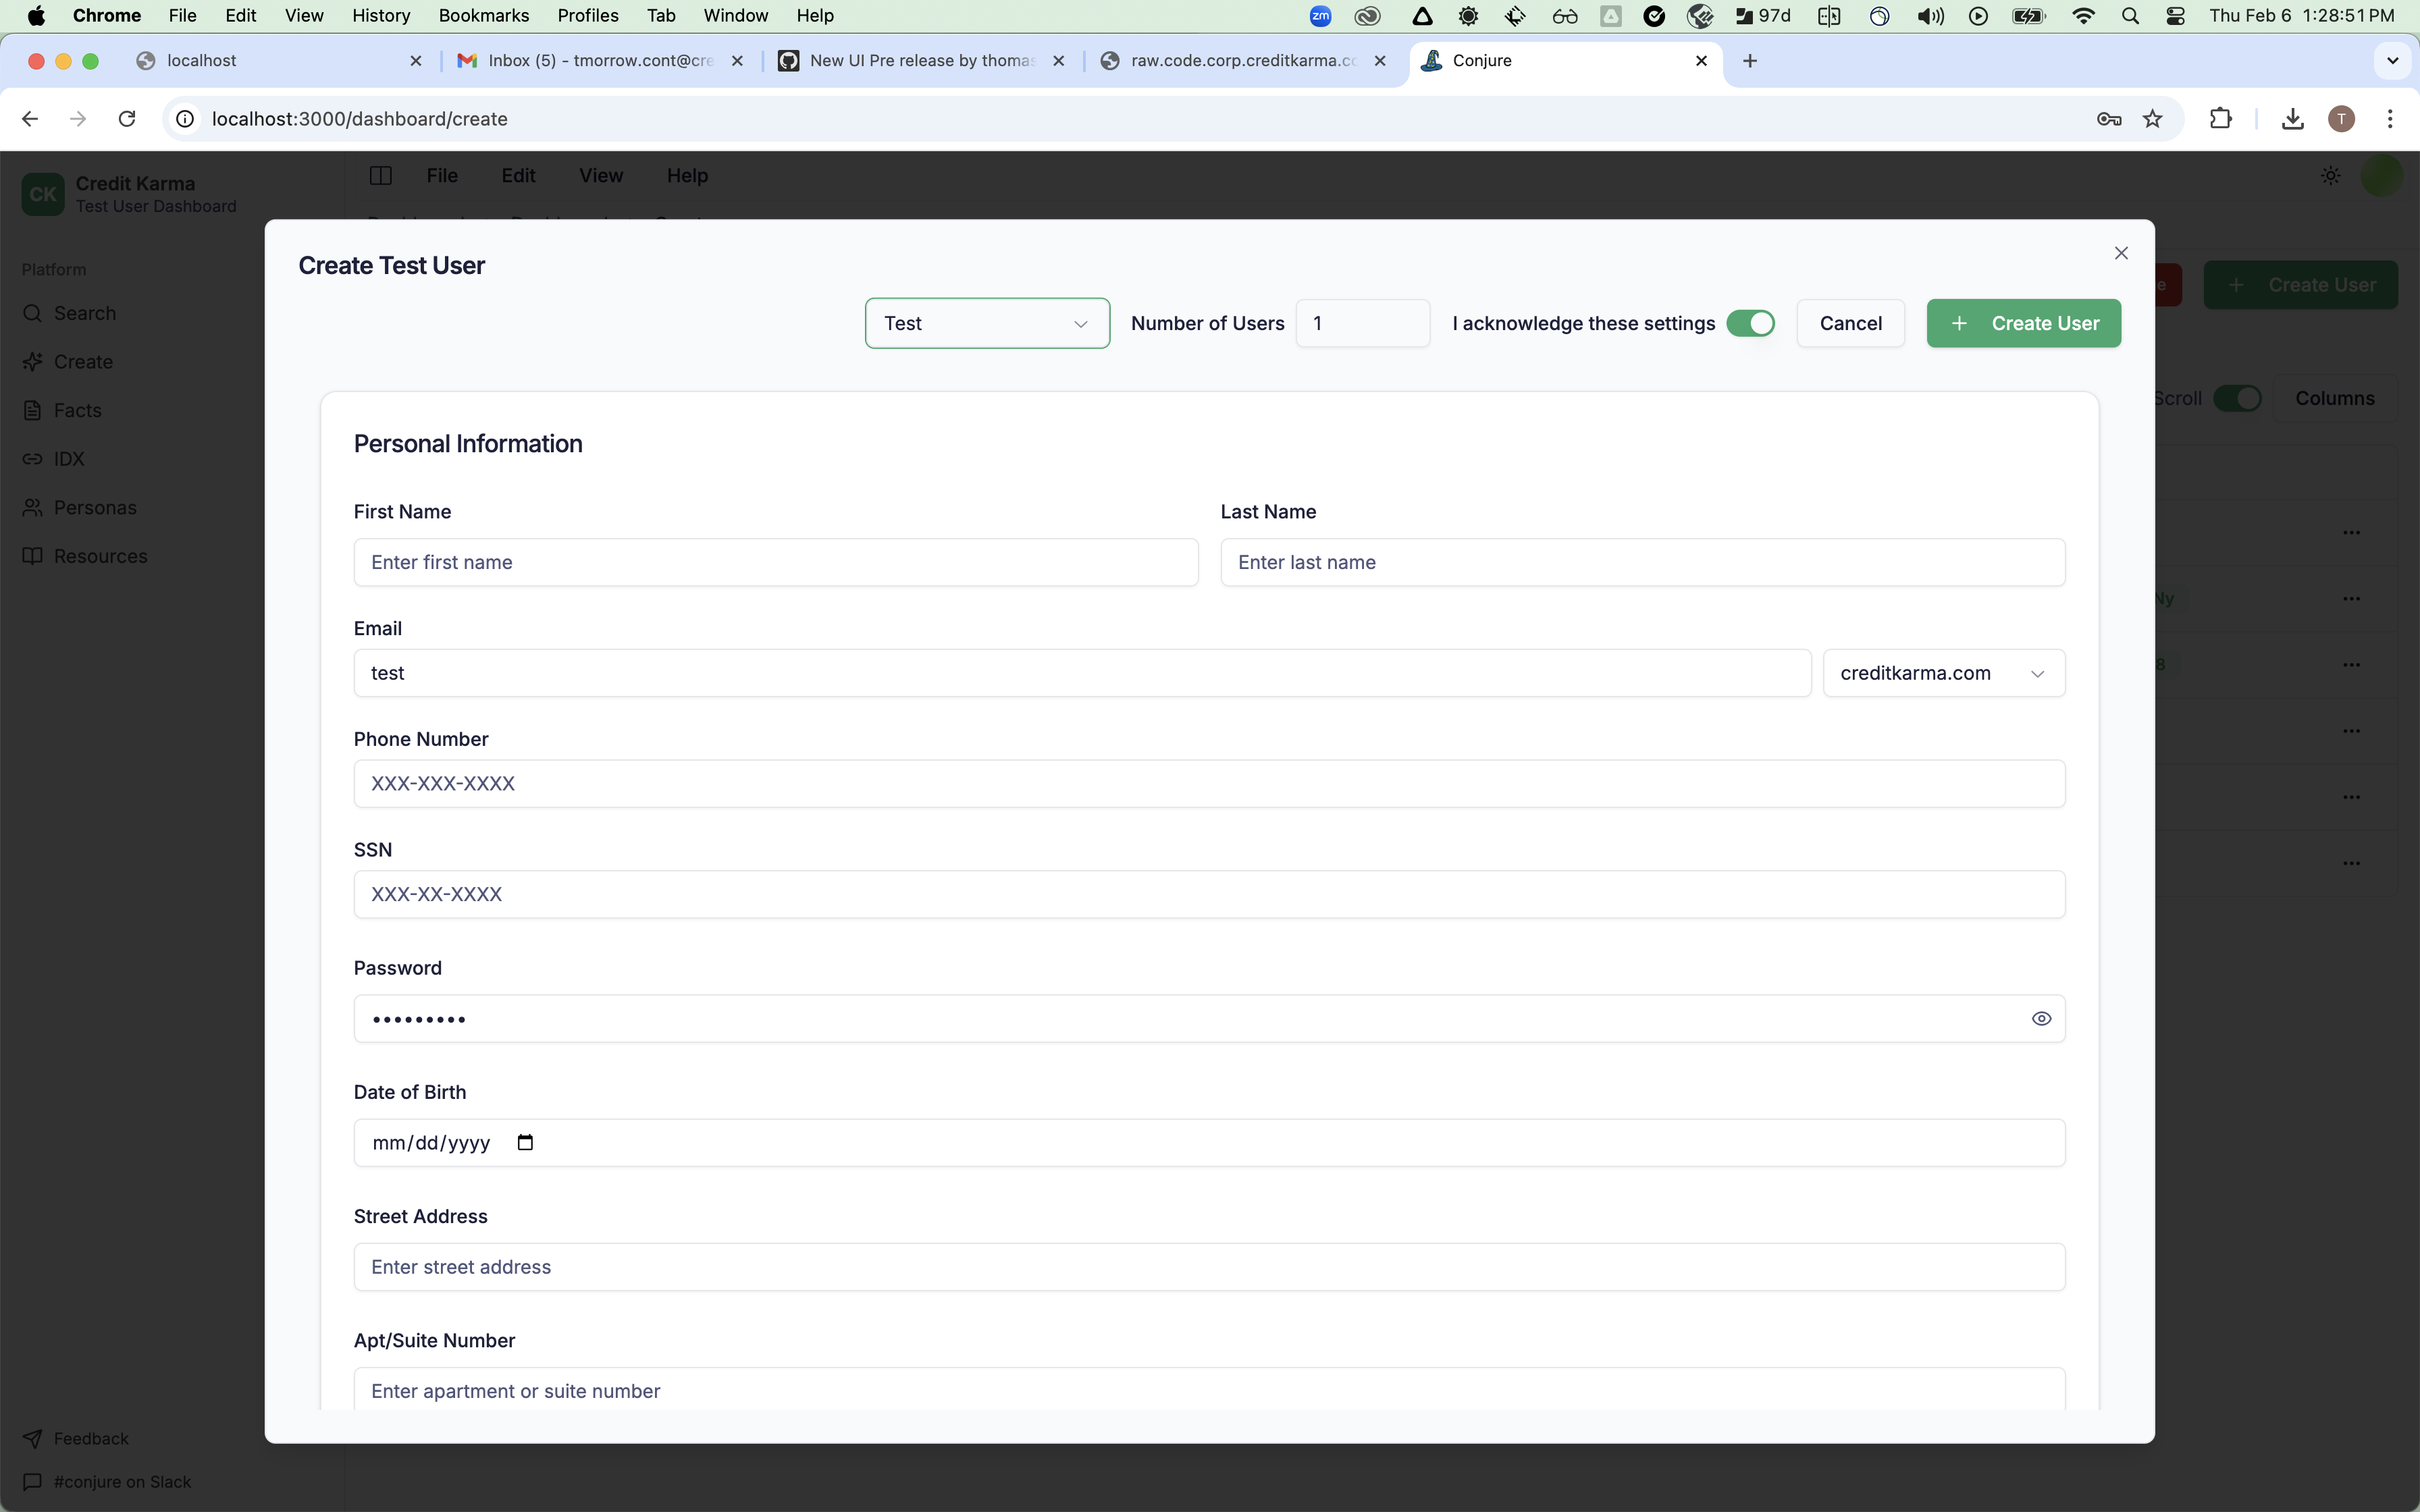 Chrome File Edit View History Bookmarks Profiles Tab Window Help zm 97d Thu Feb 6 1:28:51 PM
localhost Inbox (5) - tmorrow.cont@cre New UI Pre release by thomas raw.code.corp.creditkarma.co Conjure
localhost:3000/dashboard/create T
CK Credit Karma
Test User Dashboard
File Edit View Help
Platform
Search
Create
Facts
IDX
Personas
Resources
Feedback
#conjure on Slack
Create User
Scroll Columns
Ny
8
Create Test User
Test Number of Users 1 I acknowledge these settings Cancel Create User
Personal Information
First Name Last Name
Enter first name Enter last name
Email
test creditkarma.com
Phone Number
XXX-XXX-XXXX
SSN
XXX-XX-XXXX
Password
•••••••••
Date of Birth
mm/dd/yyyy
Street Address
Enter street address
Apt/Suite Number
Enter apartment or suite number